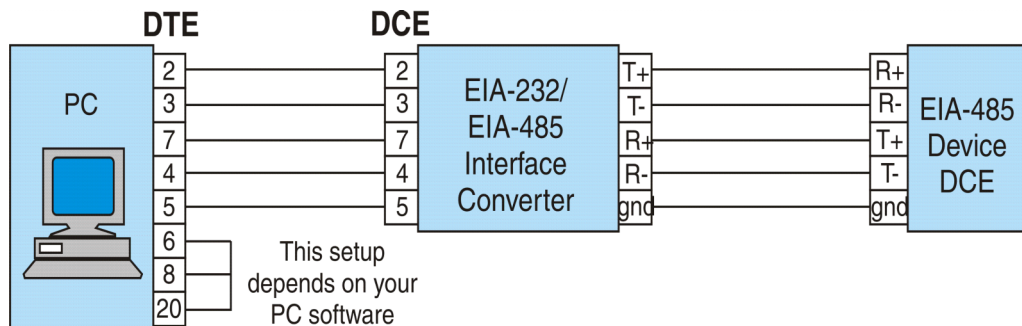 DTE
DCE
PC
2
3
7
4
5
6
8
20
This setup
depends on your
PC software
2
3
7
4
5
EIA-232/
EIA-485
Interface
Converter
T+
T-
R+
R-
gnd
R+
R-
T+
T-
gnd
EIA-485
Device
DCE